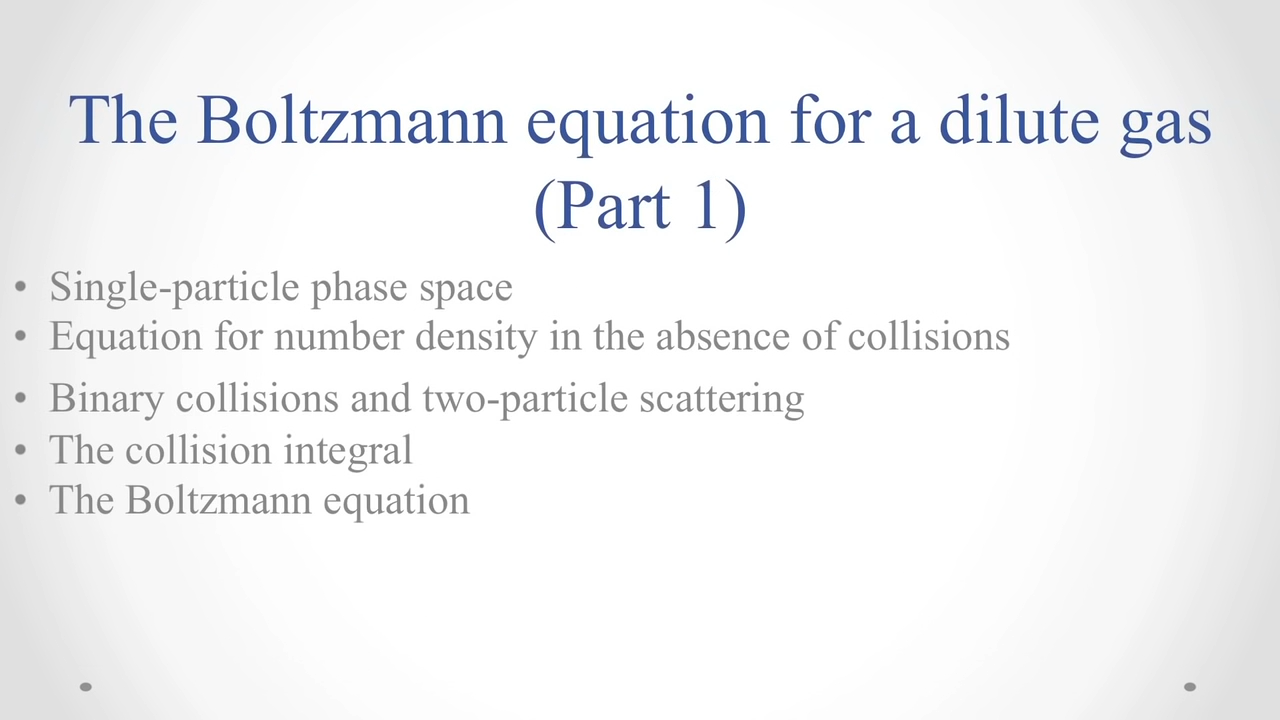 The Boltzmann equation for a dilute gas
(Part 1)
• Single-particle phase space
• Equation for number density in the absence of collisions
• Binary collisions and two-particle scattering
• The collision integral
• The Boltzmann equation